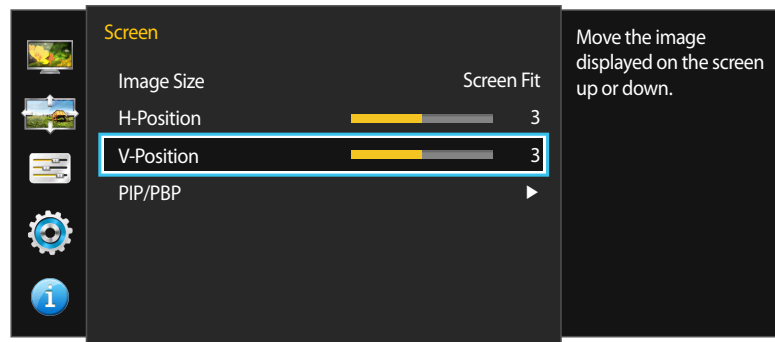 Screen
Image Size Screen Fit
H-Position 3
V-Position 3
PIP/PBP
Move the image
displayed on the screen
up or down.